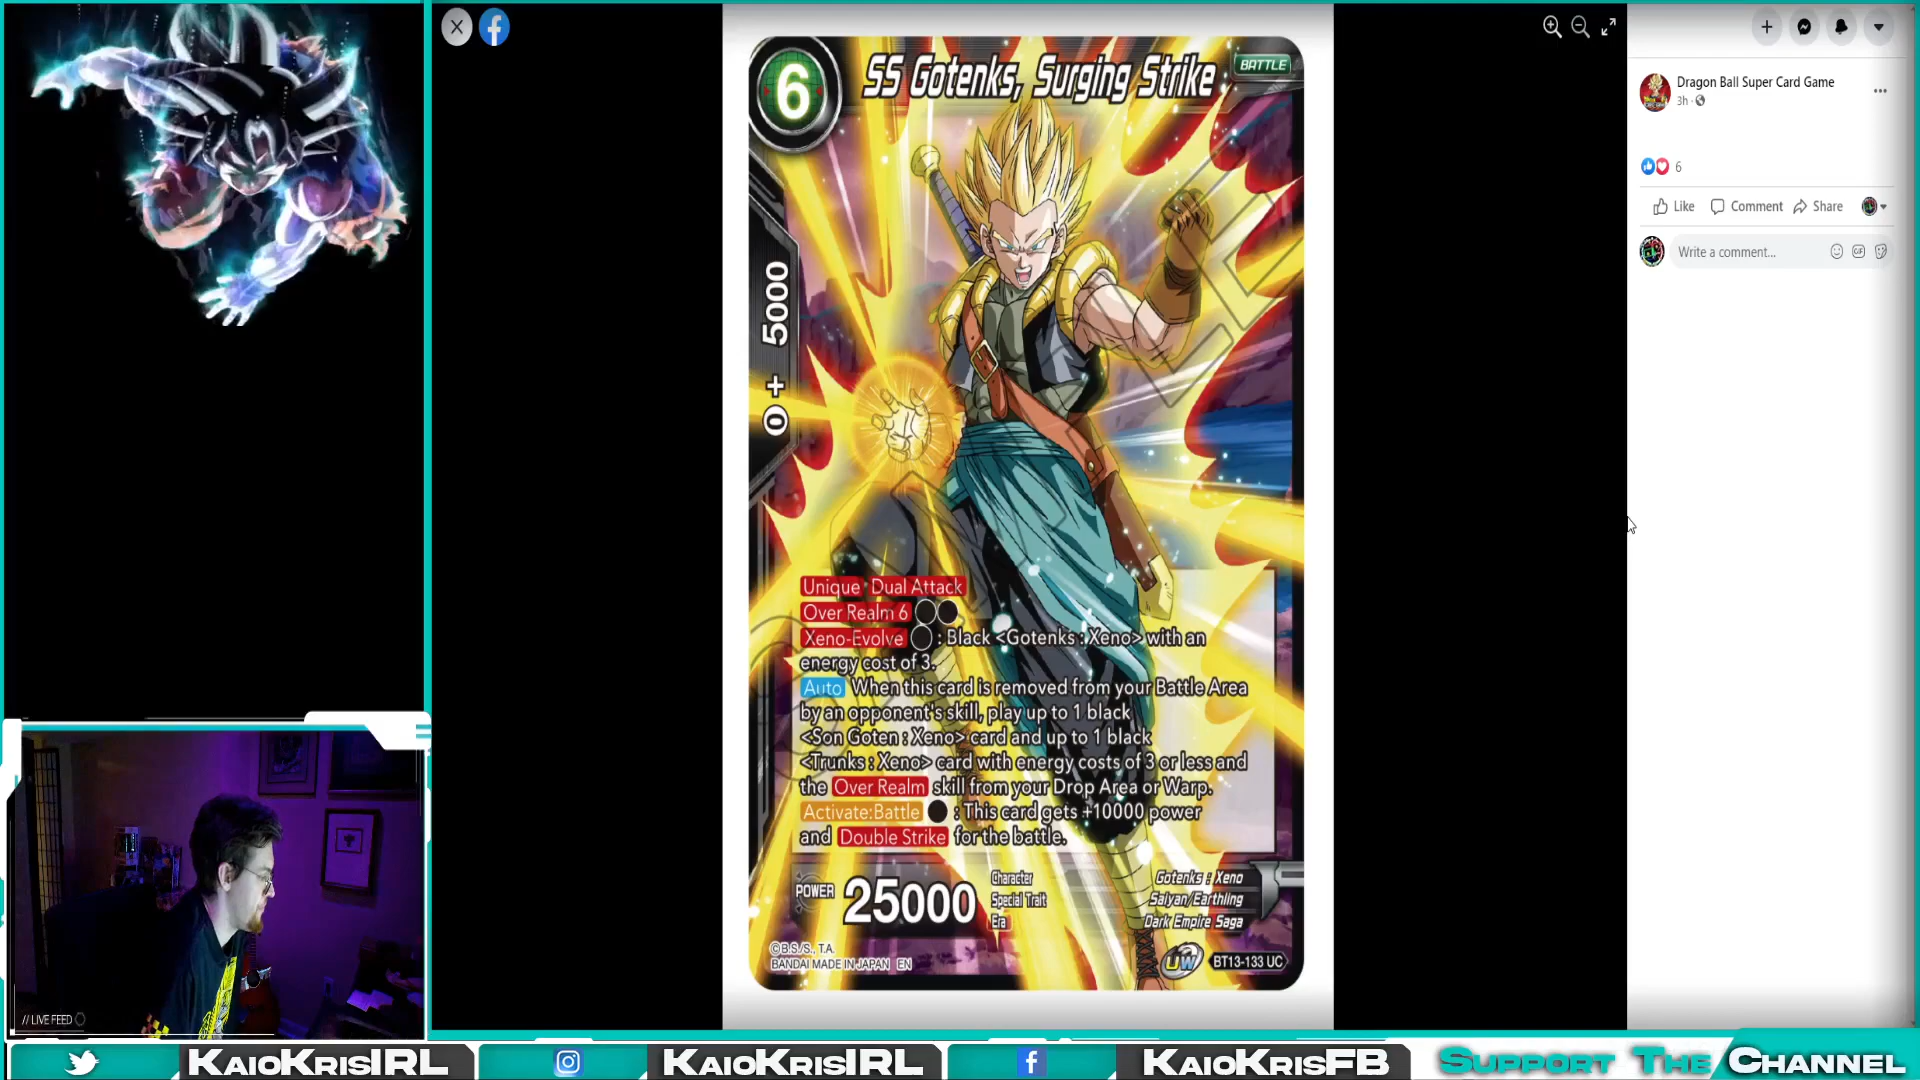 6
SS Gotenks, Surging Strike
BATTLE
0 + 5000
Unique Dual Attack
Over Realm 6
Xeno-Evolve : Black <Gotenks : Xeno> with an
energy cost of 3.
Auto When this card is removed from your Battle Area
by an opponent's skill, play up to 1 black
<Son Goten : Xeno> card and up to 1 black
<Trunks : Xeno> card with energy costs of 3 or less and
the Over Realm skill from your Drop Area or Warp.
Activate:Battle : This card gets +10000 power
and Double Strike for the battle.
POWER 25000
Character Gotenks : Xeno
Special Trait Saiyan/Earthling
Era Dark Empire Saga
©B.S./S., T.A.
BANDAI MADE IN JAPAN EN
UW BT13-133 UC
Dragon Ball Super Card Game
3h ·
6
Like Comment Share
Write a comment...
GIF
// LIVE FEED
KaioKrisIRL KaioKrisIRL KaioKrisFB Support The Channel